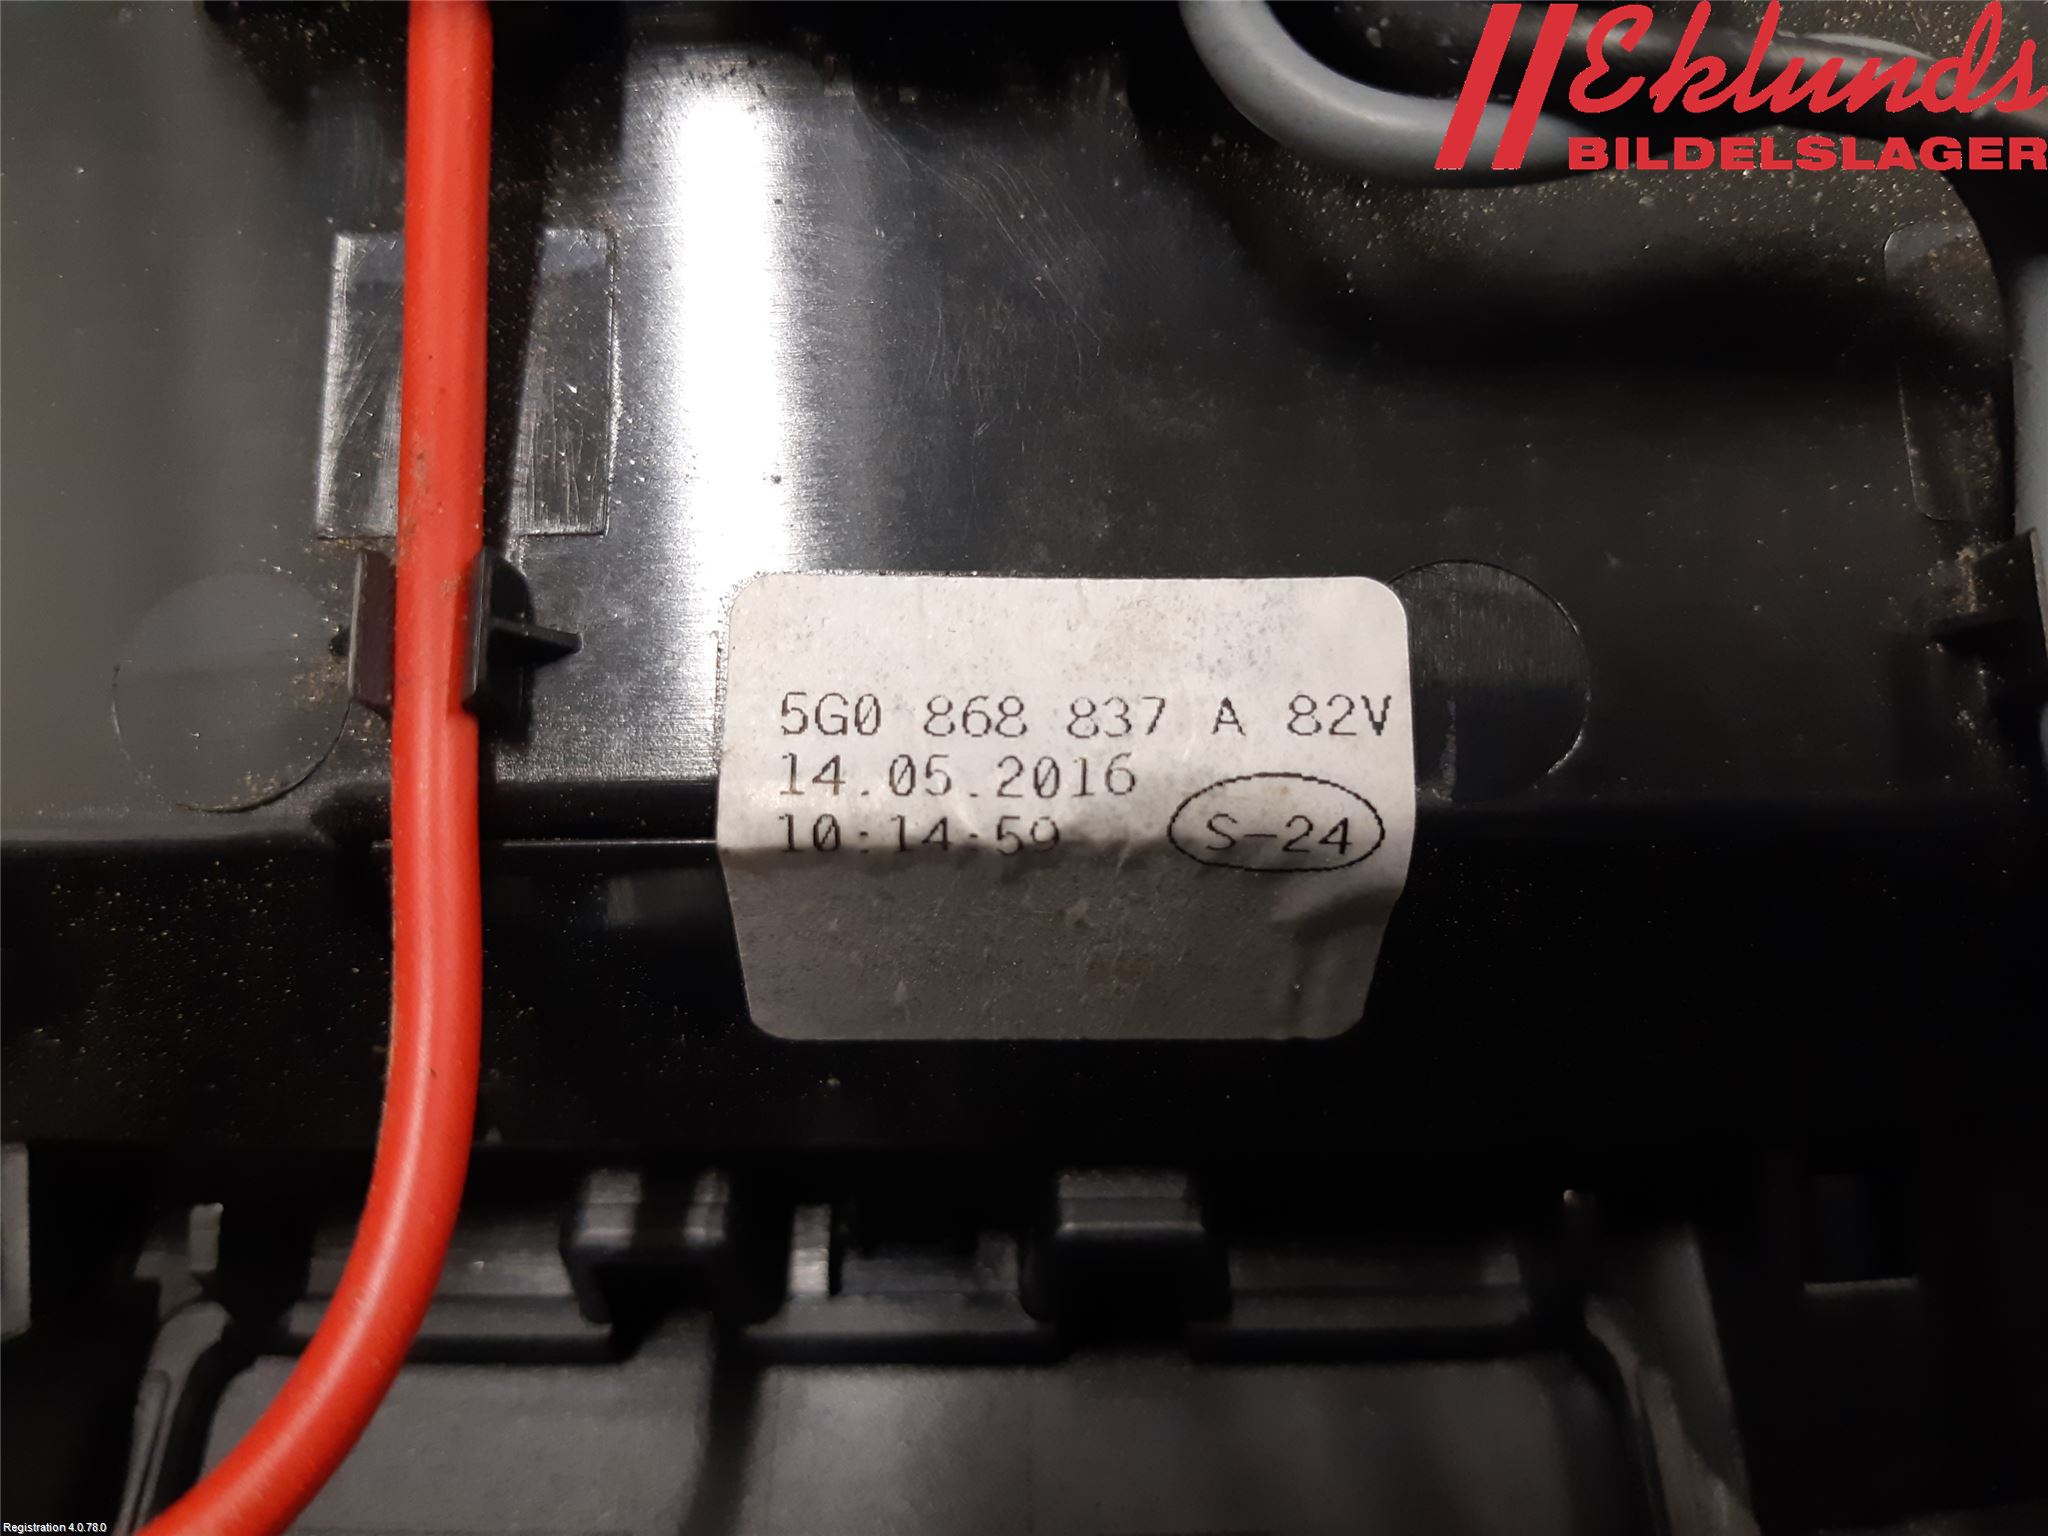 Eklunds
BILDELSLAGER
5G0 868 837 A 82V
14.05.2016
10:14:59
S-24
Registration 4.0.78.0